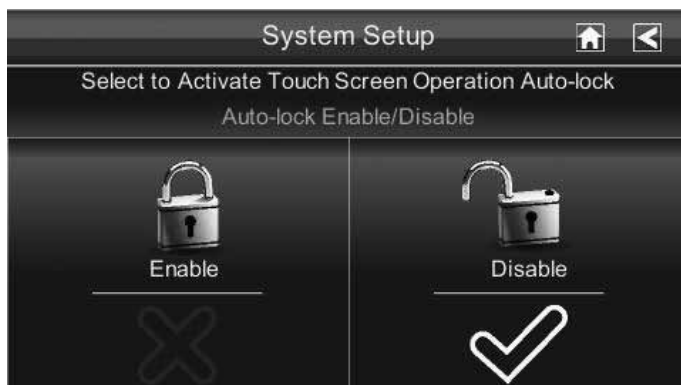 System Setup
Select to Activate Touch Screen Operation Auto-lock
Auto-lock Enable/Disable
Enable
Disable